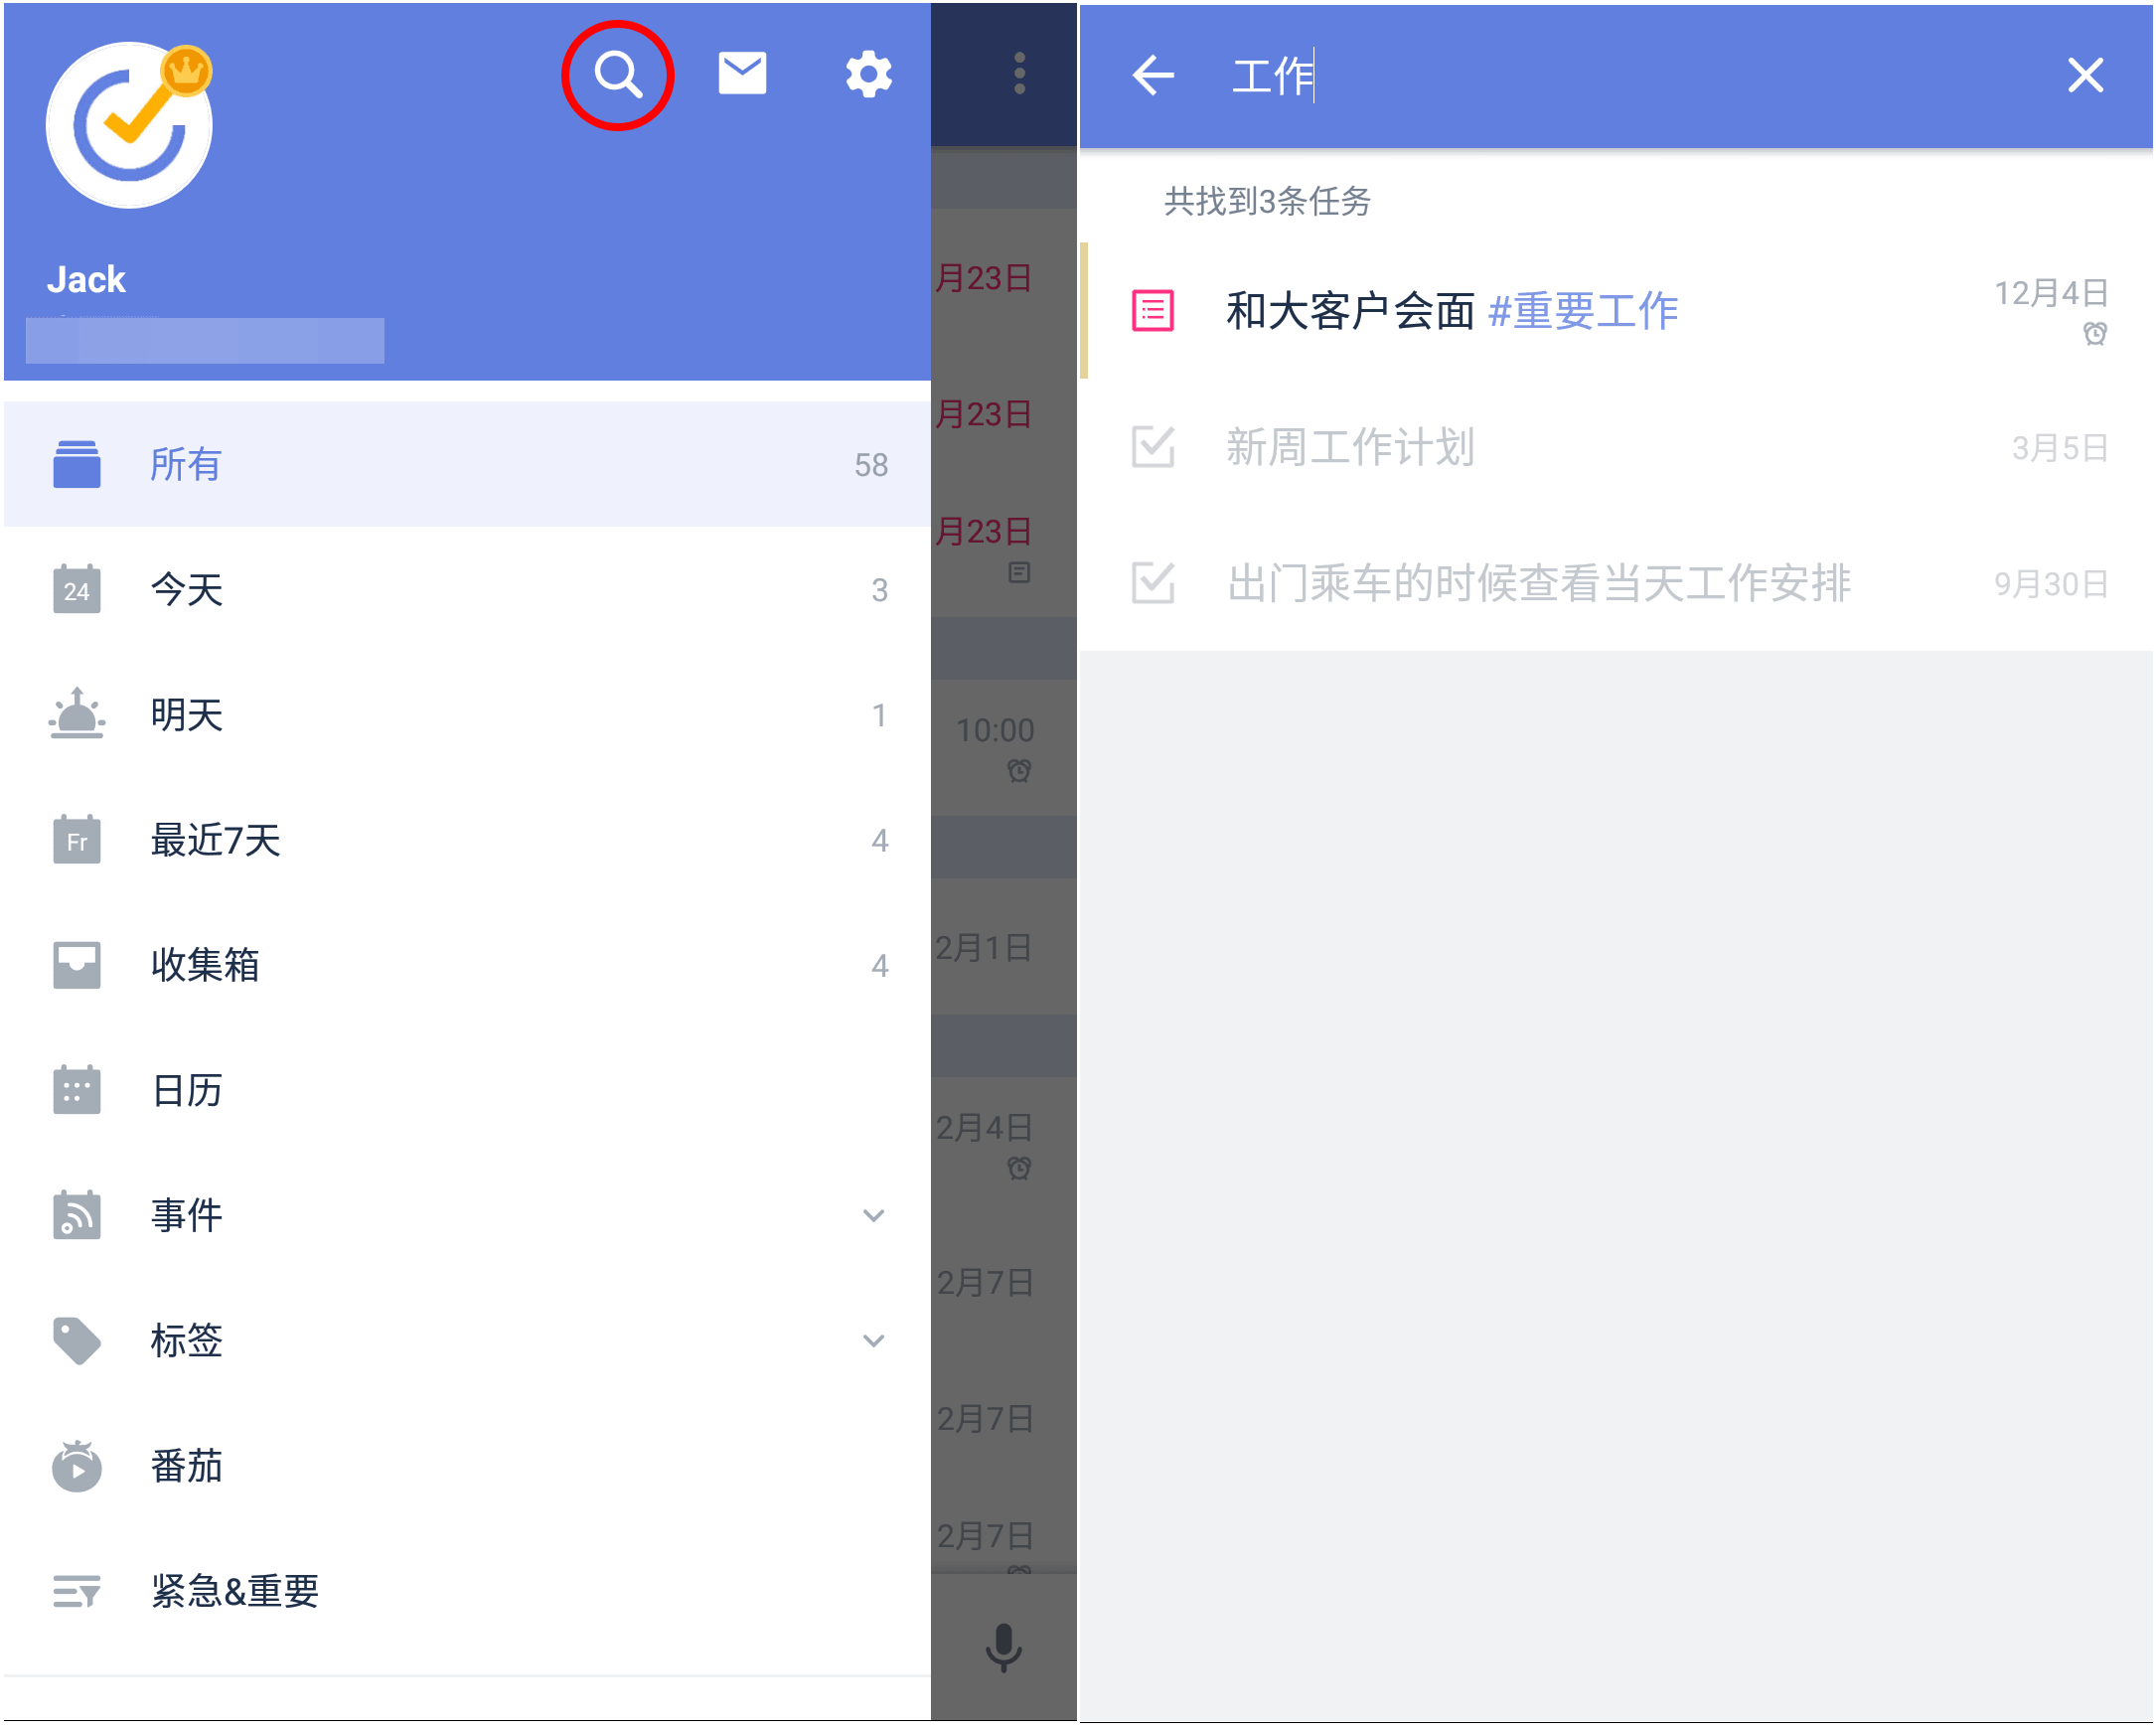 Jack
所有 58
24 今天 3
明天 1
Fr 最近7天 4
收集箱 4
日历
事件
标签
番茄
紧急&重要
月23日
月23日
月23日
10:00
2月1日
2月4日
2月7日
2月7日
2月7日
工作
共找到3条任务
和大客户会面 #重要工作 12月4日
新周工作计划 3月5日
出门乘车的时候查看当天工作安排 9月30日